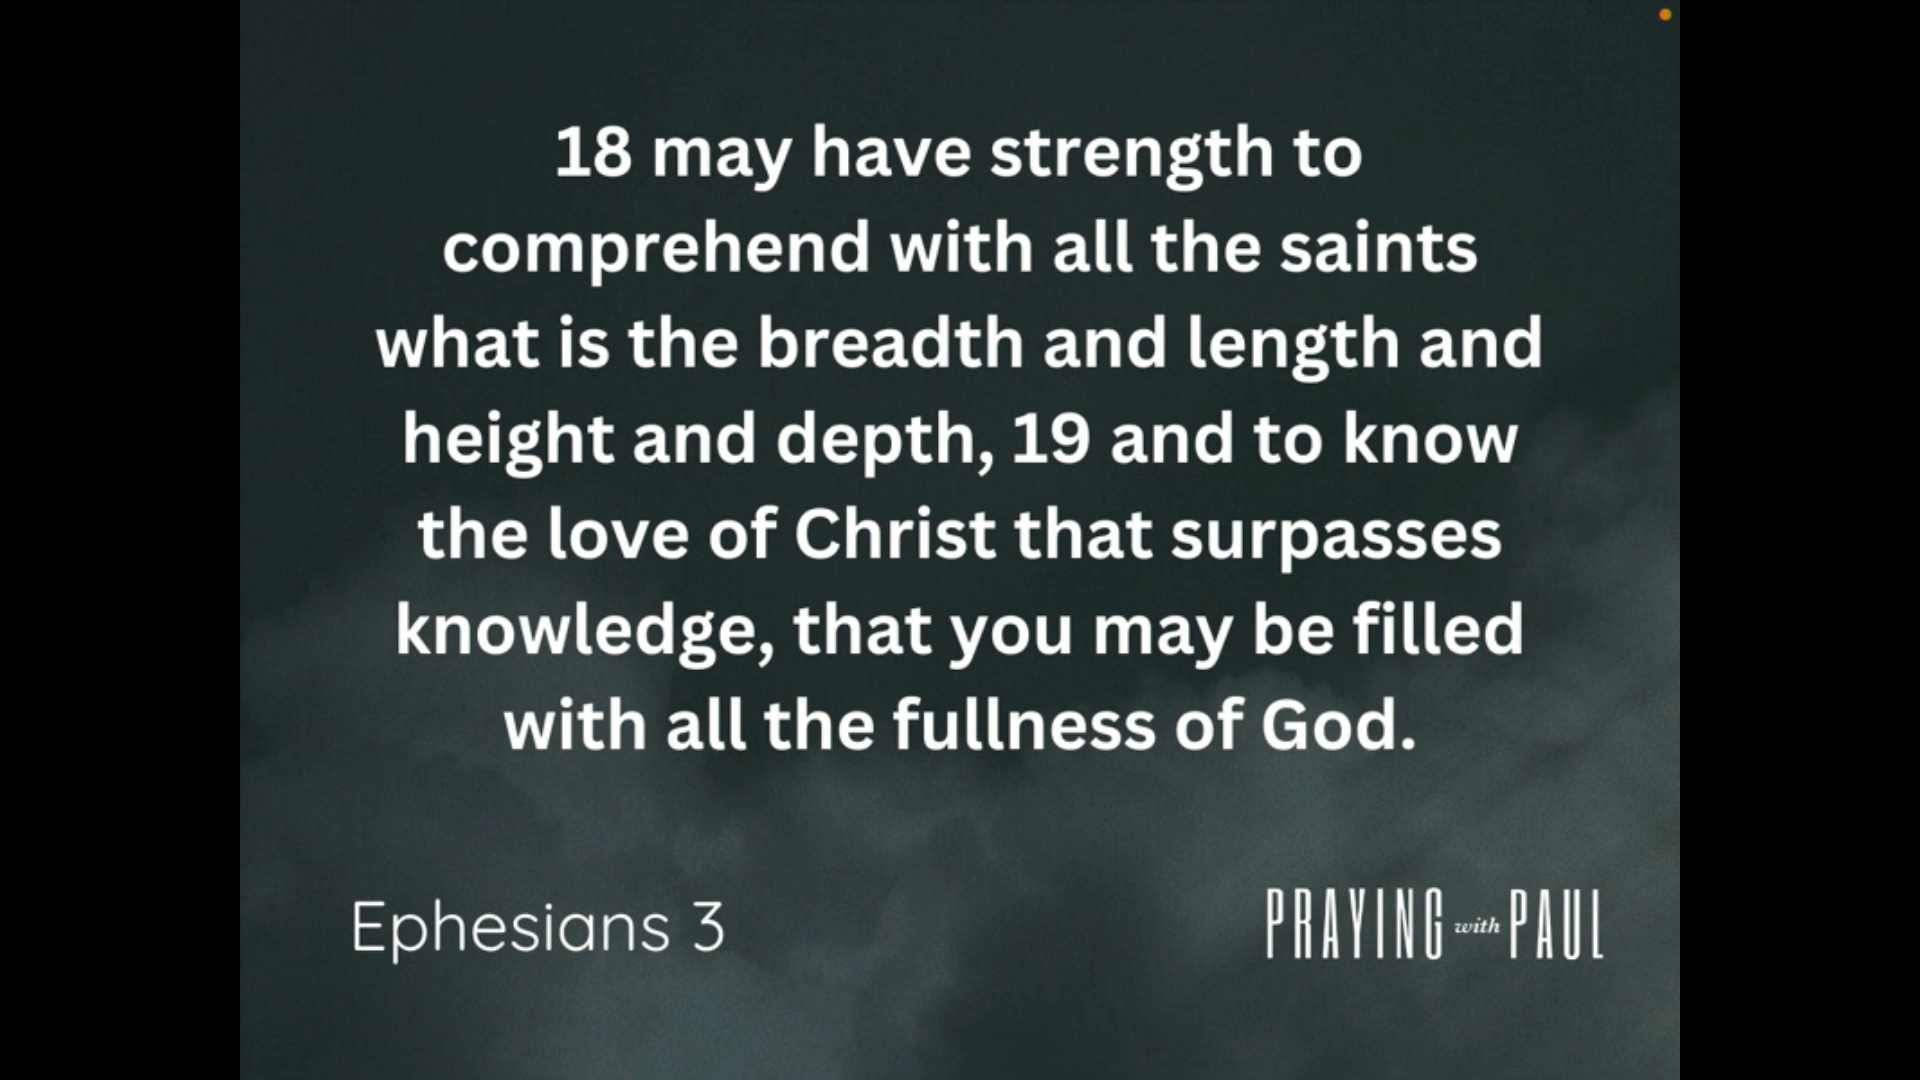 18 may have strength to
comprehend with all the saints
what is the breadth and length and
height and depth, 19 and to know
the love of Christ that surpasses
knowledge, that you may be filled
with all the fullness of God.
Ephesians 3
PRAYING with PAUL